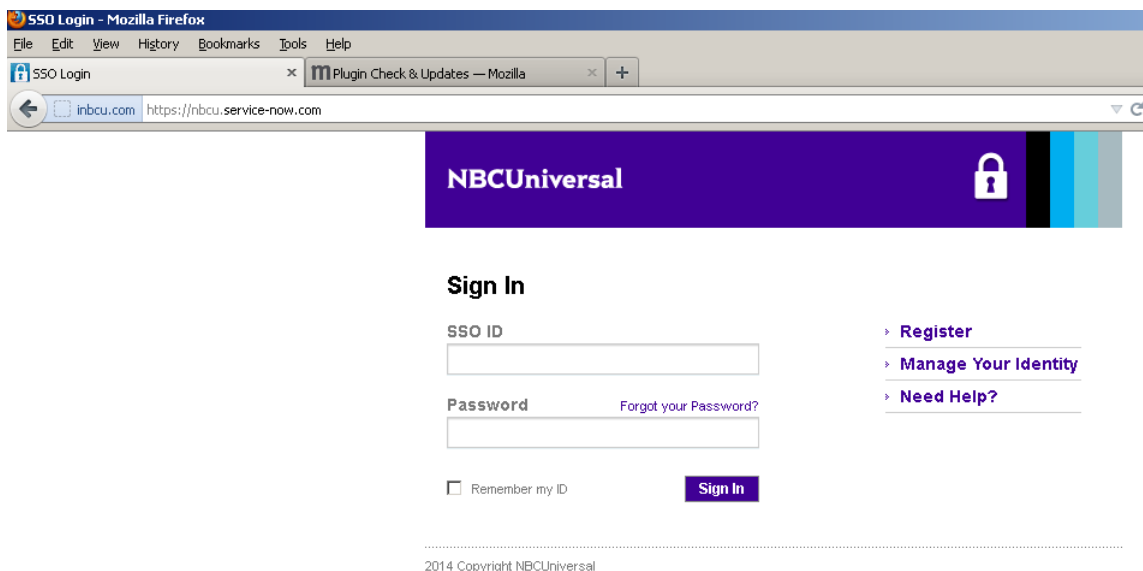 SSO Login - Mozilla Firefox
File Edit View History Bookmarks Tools Help
SSO Login × m Plugin Check & Updates — Mozilla × +
inbcu.com https://nbcu.service-now.com
NBCUniversal
Sign In
SSO ID
Password Forgot your Password?
Remember my ID Sign In
Register
Manage Your Identity
Need Help?
2014 Copyright NBCUniversal